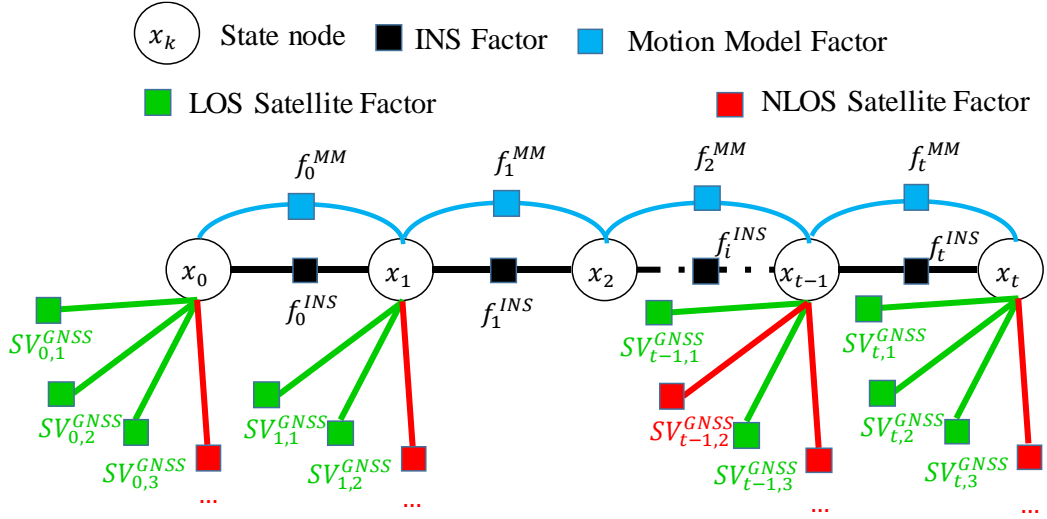 x_k State node INS Factor Motion Model Factor
LOS Satellite Factor NLOS Satellite Factor
f_0^{MM} f_1^{MM} f_2^{MM} f_t^{MM}
f_i^{INS} f_t^{INS}
x_0 x_1 x_2 x_{t−1} x_t
f_0^{INS} f_1^{INS}
SV_{0,1}^{GNSS} SV_{t−1,1}^{GNSS} SV_{t,1}^{GNSS}
SV_{0,2}^{GNSS} SV_{1,1}^{GNSS} SV_{t−1,2}^{GNSS} SV_{t,2}^{GNSS}
SV_{0,3}^{GNSS} SV_{1,2}^{GNSS} SV_{t−1,3}^{GNSS} SV_{t,3}^{GNSS}
... ... ... ...